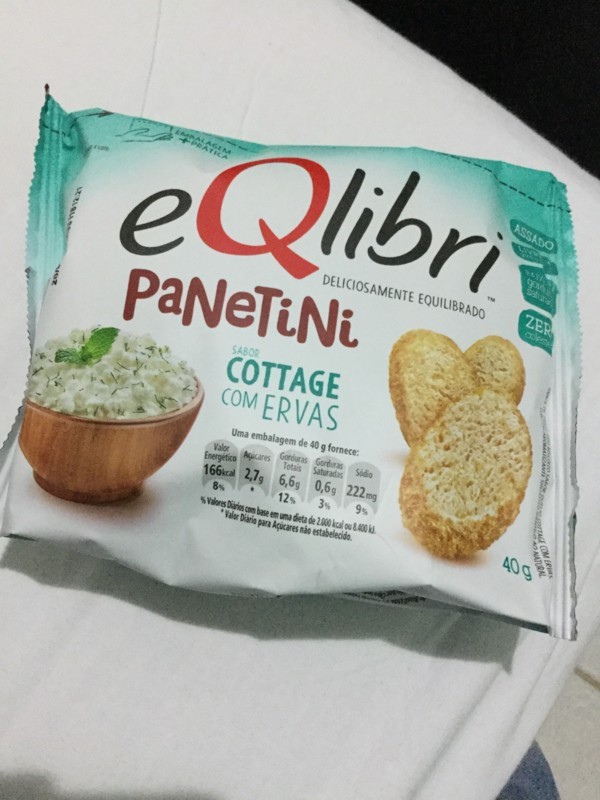 EMBALAGEM
+PRÁTICA
eQlibri
™
DELICIOSAMENTE EQUILIBRADO
PaNeTiNi
SABOR
COTTAGE
COM ERVAS
ASSADO
ZERO
Uma embalagem de 40 g fornece:
Valor Energético 166kcal 8%
Açúcares 2,7g *
Gorduras Totais 6,6g 12%
Gorduras Saturadas 0,6g 3%
Sódio 222mg 9%
% Valores Diários com base em uma dieta de 2.000 kcal ou 8.400 kJ.
* Valor Diário para Açúcares não estabelecido.
40 g